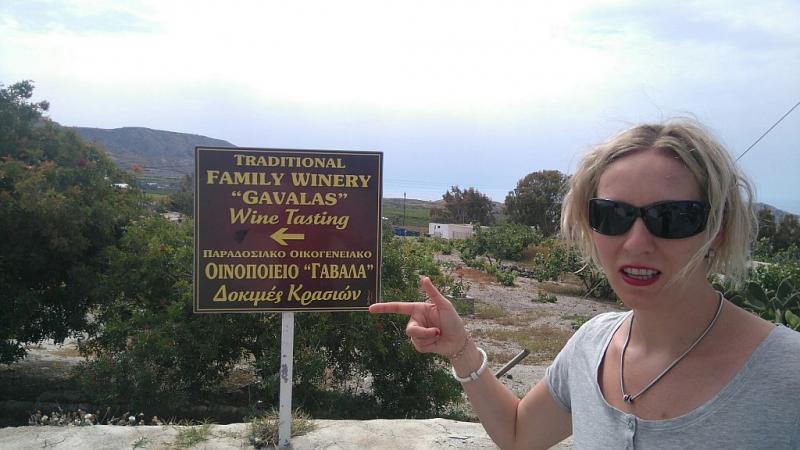 TRADITIONAL
FAMILY WINERY
"GAVALAS"
Wine Tasting
ΠΑΡΑΔΟΣΙΑΚΟ ΟΙΚΟΓΕΝΕΙΑΚΟ
ΟΙΝΟΠΟΙΕΙΟ "ΓΑΒΑΛΑ"
Δοκιμές Κρασιών